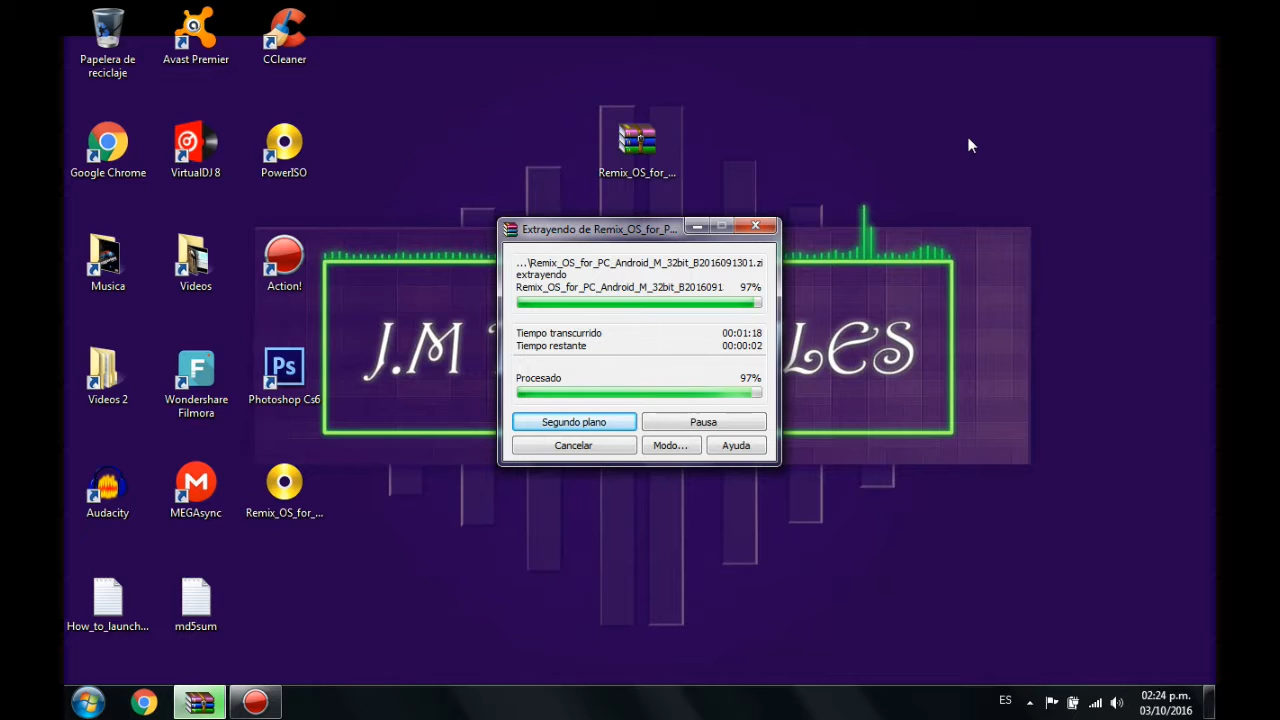 Papelera de
reciclaje
Avast Premier
CCleaner
Google Chrome
VirtualDJ 8
PowerISO
Remix_OS_for_...
Musica
Videos
Action!
Videos 2
Wondershare
Filmora
Ps
Photoshop Cs6
Audacity
MEGAsync
Remix_OS_for_...
How_to_launch...
md5sum
J.M
LES
Extrayendo de Remix_OS_for_P...
...\Remix_OS_for_PC_Android_M_32bit_B2016091301.zi
extrayendo
Remix_OS_for_PC_Android_M_32bit_B2016091 97%
Tiempo transcurrido 00:01:18
Tiempo restante 00:00:02
Procesado 97%
Segundo plano Pausa
Cancelar Modo... Ayuda
ES
02:24 p.m.
03/10/2016